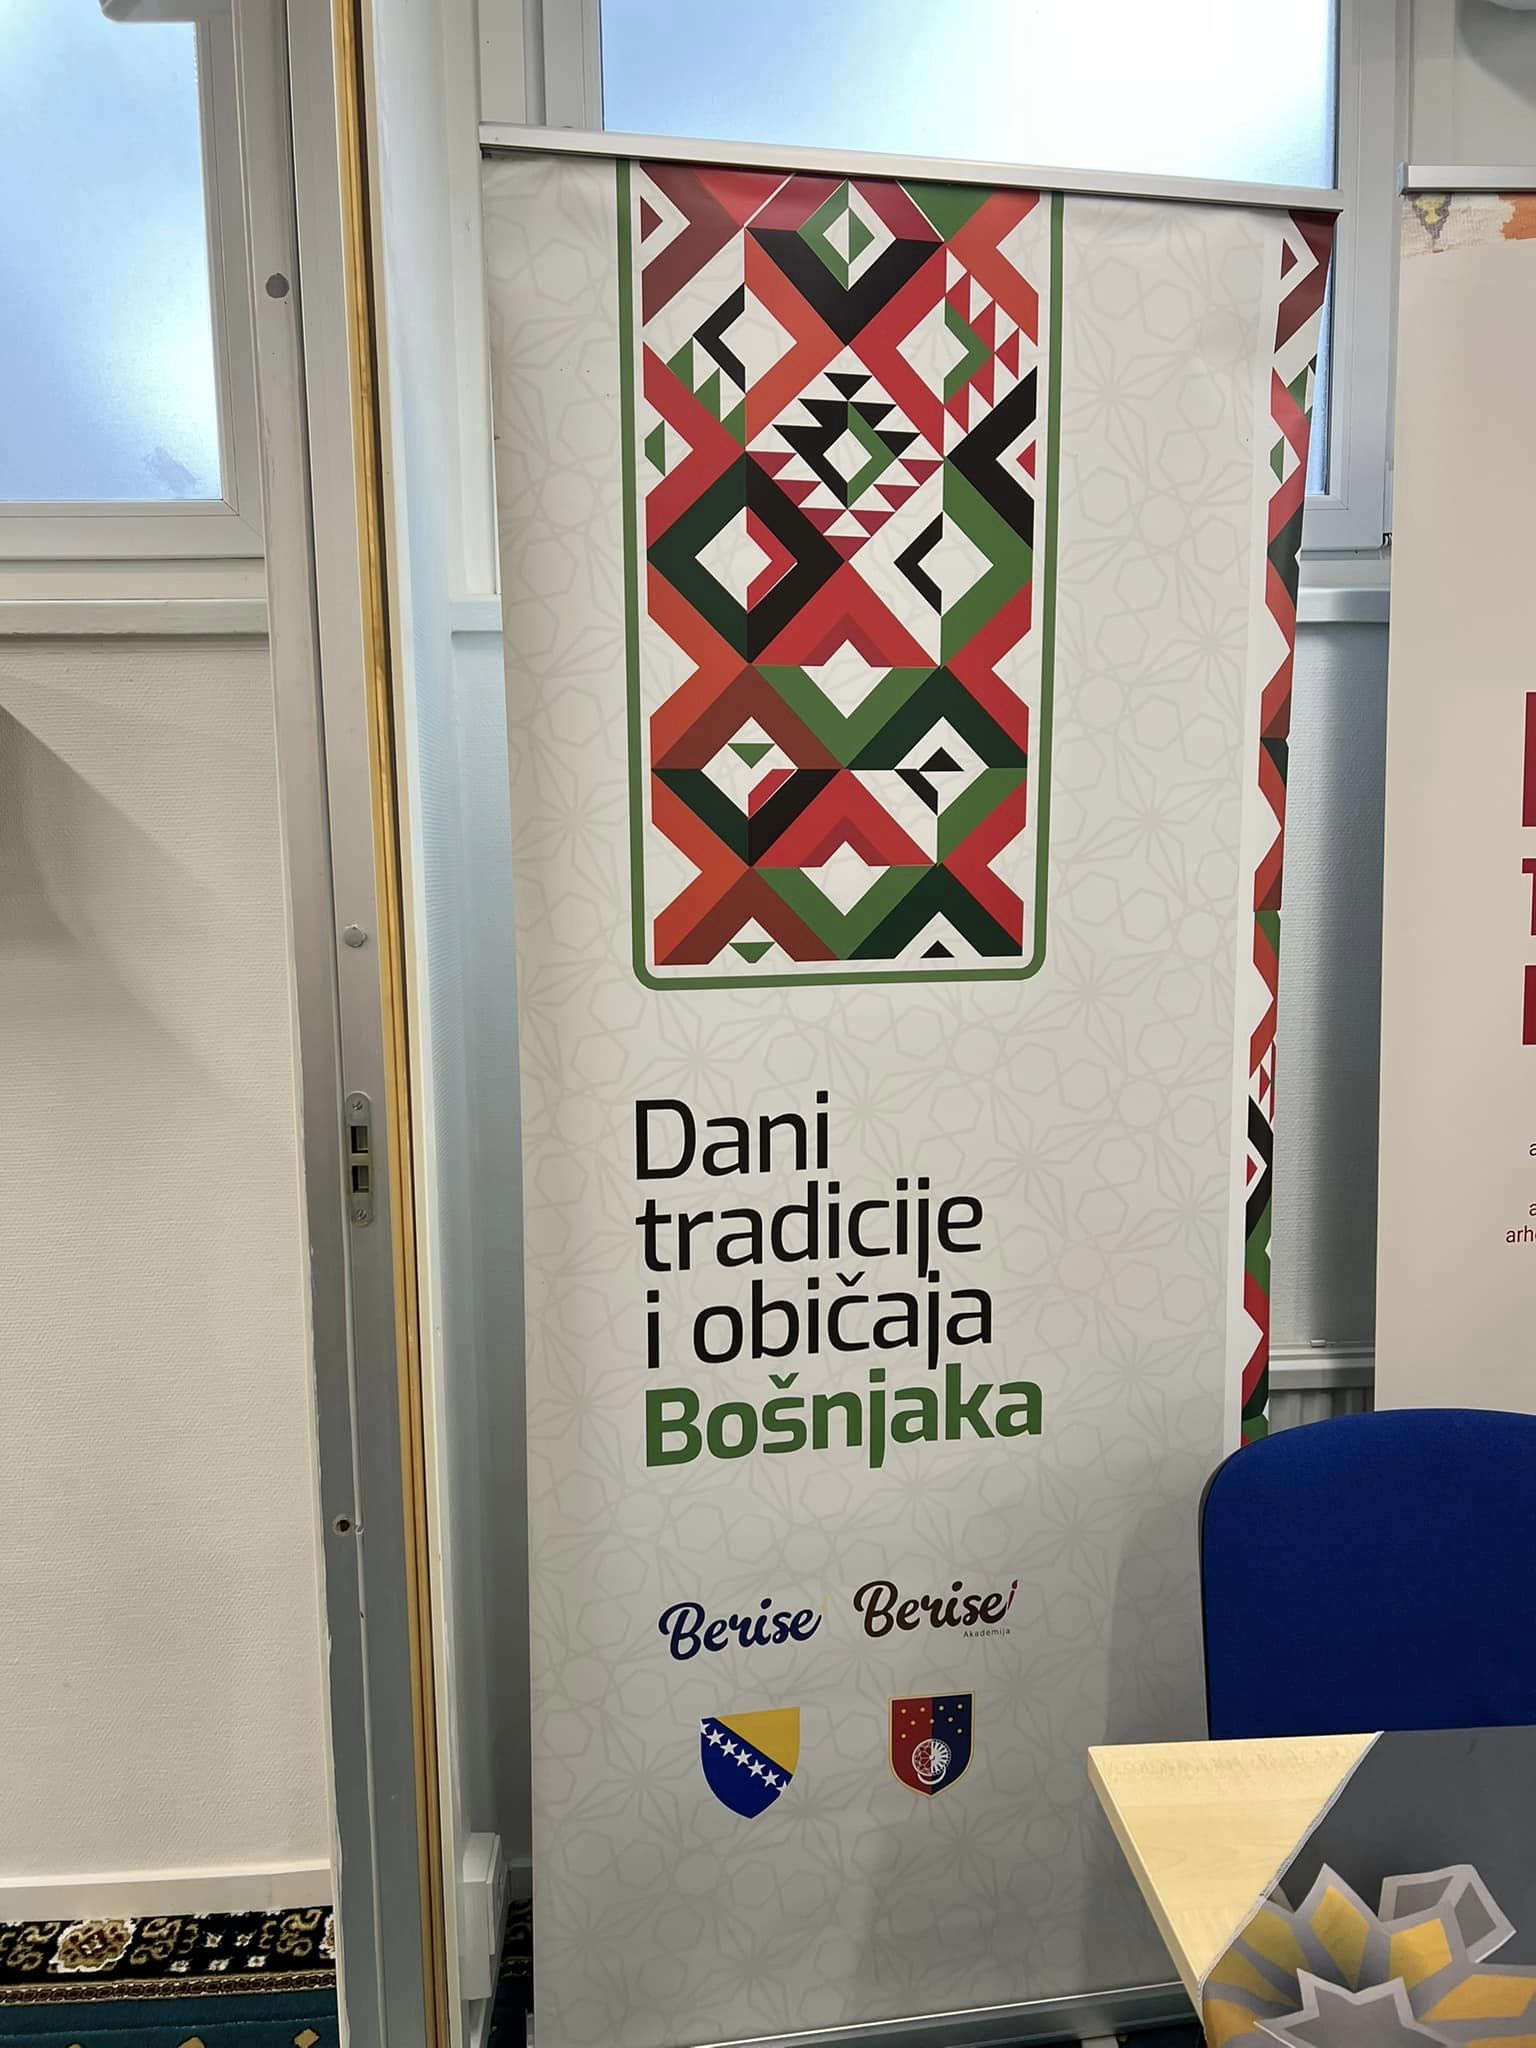 Dani
tradicije
i običaja
Bošnjaka
Berise
Berise
Akademija